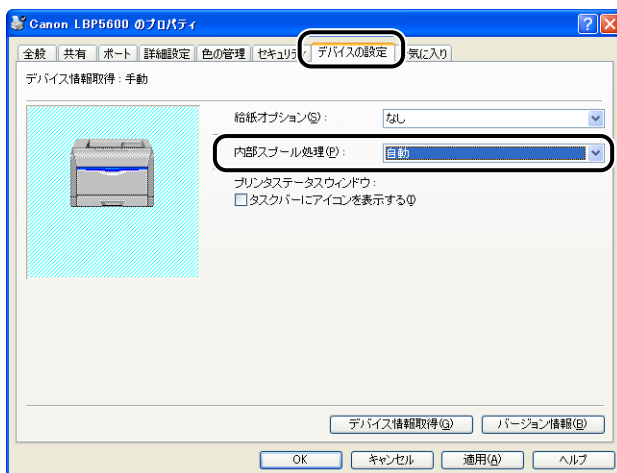 Canon LBP5600 のプロパティ
全般 共有 ポート 詳細設定 色の管理 セキュリティ デバイスの設定 気に入り
デバイス情報取得 : 手動
給紙オプション(S) : なし
内部スプール処理(P) : 自動
プリンタステータスウィンドウ :
タスクバーにアイコンを表示する(I)
デバイス情報取得(G) バージョン情報(B)
OK キャンセル 適用(A) ヘルプ